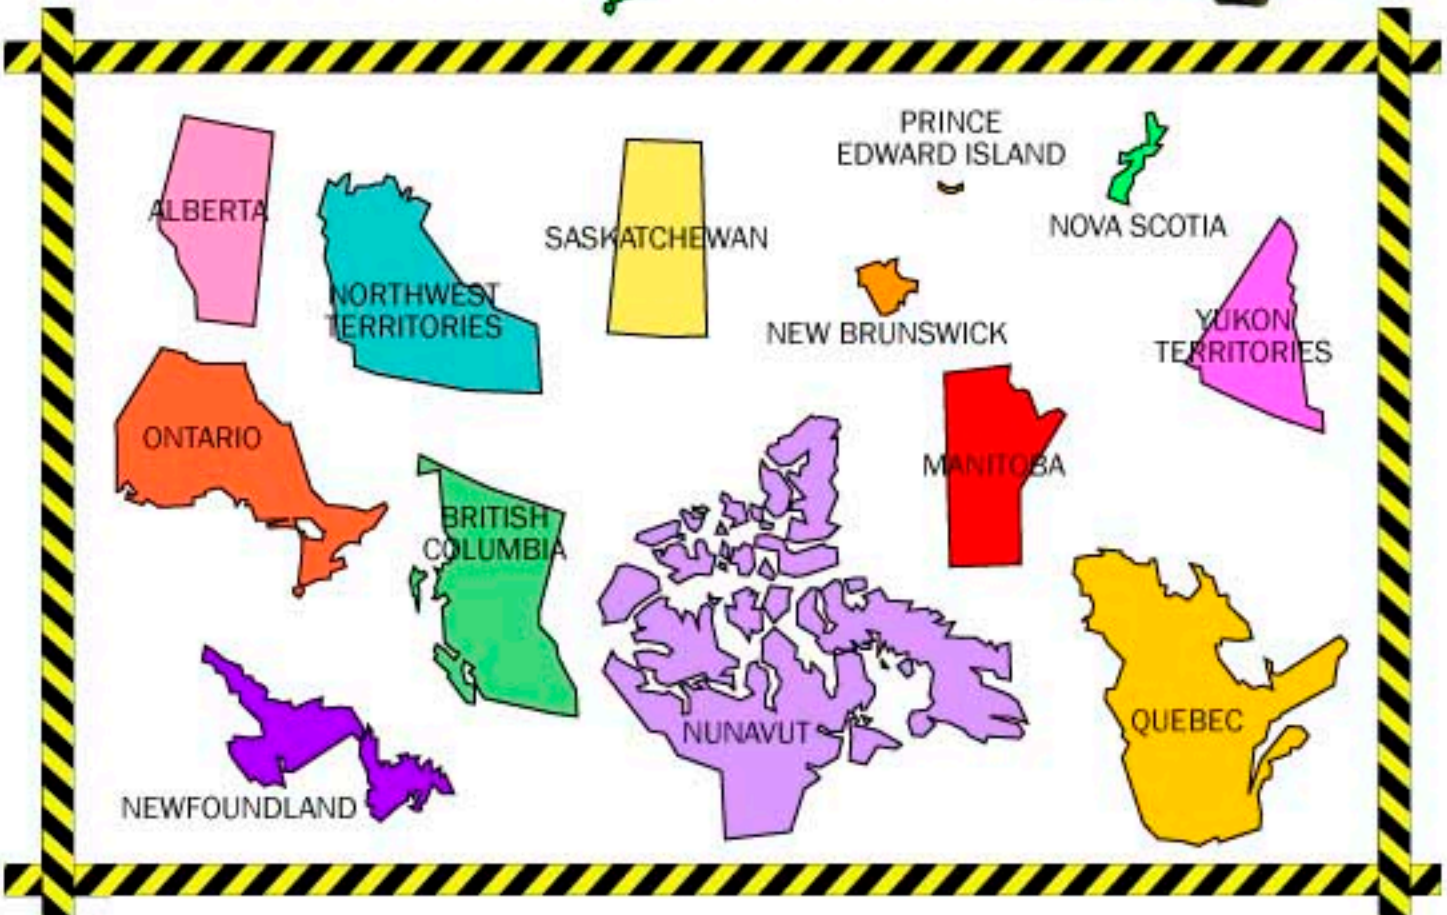 PRINCE
EDWARD ISLAND
ALBERTA
NOVA SCOTIA
SASKATCHEWAN
NORTHWEST
TERRITORIES
NEW BRUNSWICK
YUKON
TERRITORIES
ONTARIO
MANITOBA
BRITISH
COLUMBIA
QUEBEC
NUNAVUT
NEWFOUNDLAND